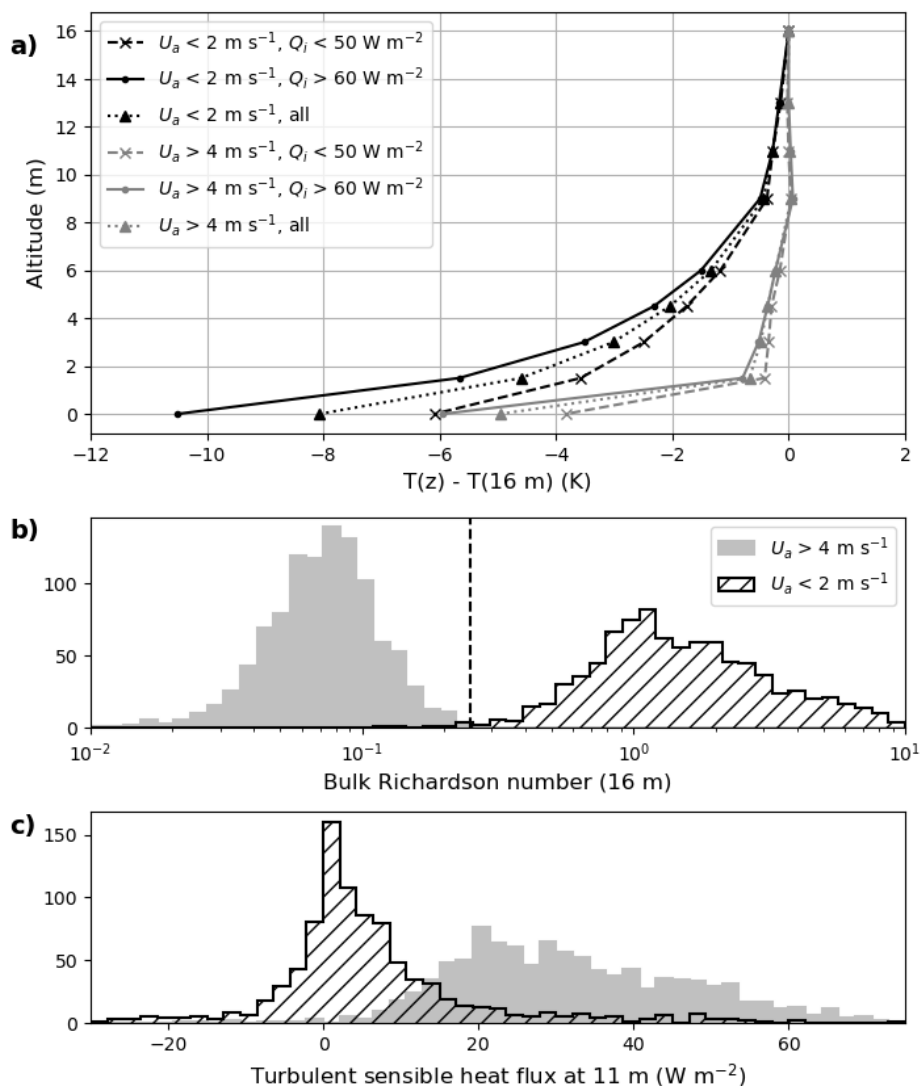 a)
16
14
12
10
8
6
4
2
0
Altitude (m)
U_a < 2 m s⁻¹, Q_i < 50 W m⁻²
U_a < 2 m s⁻¹, Q_i > 60 W m⁻²
U_a < 2 m s⁻¹, all
U_a > 4 m s⁻¹, Q_i < 50 W m⁻²
U_a > 4 m s⁻¹, Q_i > 60 W m⁻²
U_a > 4 m s⁻¹, all
−12 −10 −8 −6 −4 −2 0 2
T(z) - T(16 m) (K)
b)
100
50
0
U_a > 4 m s⁻¹
U_a < 2 m s⁻¹
10⁻² 10⁻¹ 10⁰ 10¹
Bulk Richardson number (16 m)
c)
150
100
50
0
−20 0 20 40 60
Turbulent sensible heat flux at 11 m (W m⁻²)